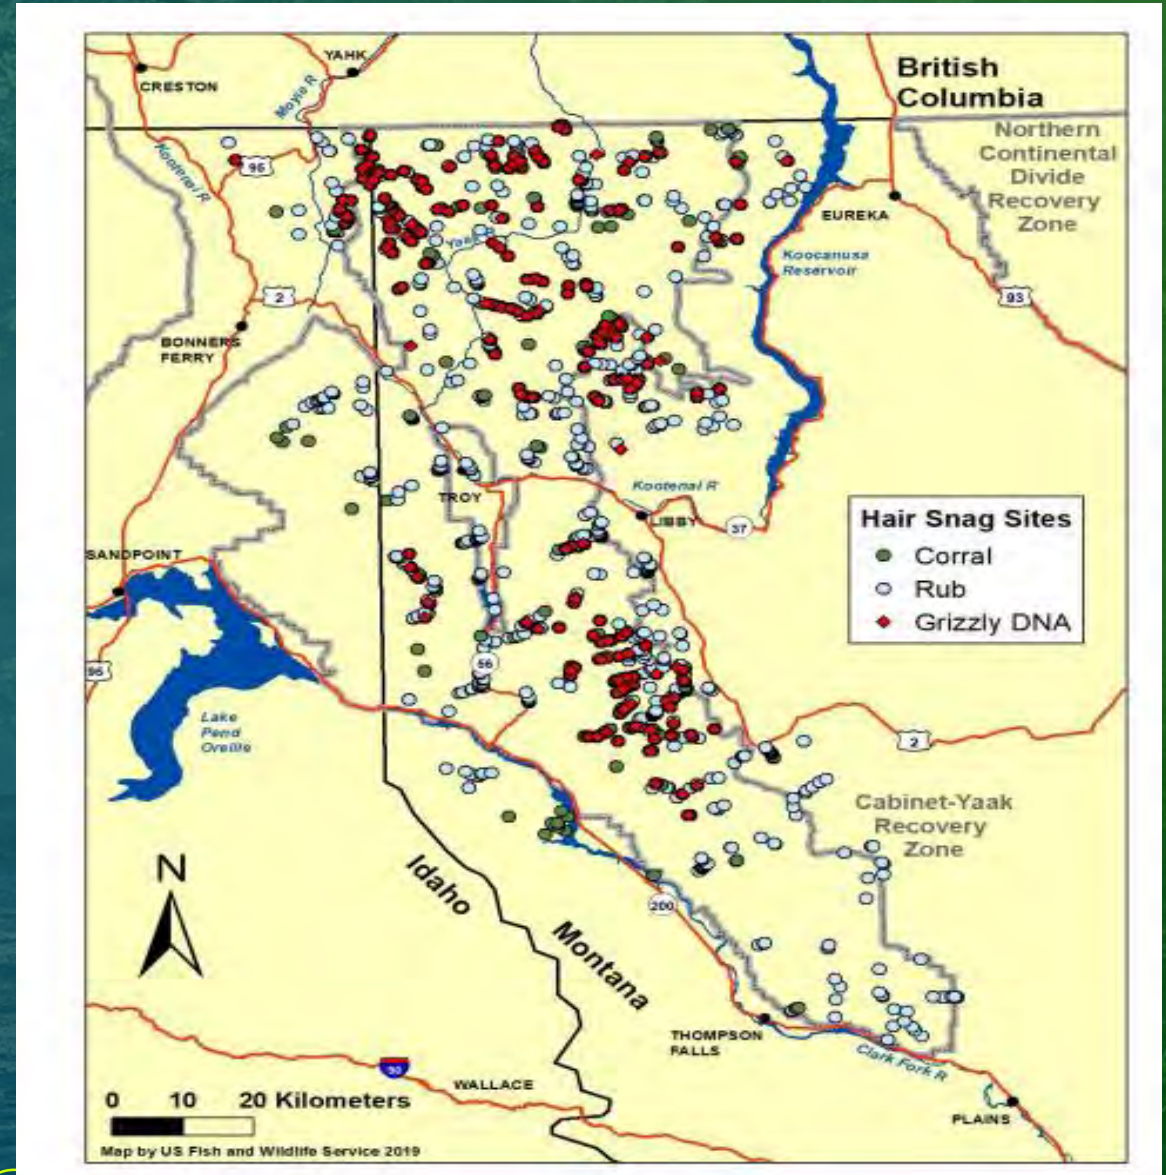 YAHK
CRESTON
Moyie R
British
Columbia
Northern
Continental
Divide
Recovery
Zone
95
Kootenai R
EUREKA
Koocanusa
Reservoir
2
93
BONNERS
FERRY
TROY
Kootenai R
LIBBY
37
Hair Snag Sites
Corral
Rub
Grizzly DNA
SANDPOINT
95
56
Lake
Pend
Oreille
2
Cabinet-Yaak
Recovery
Zone
N
Idaho
200
Montana
THOMPSON
FALLS
Clark Fork R
90
WALLACE
0 10 20 Kilometers
PLAINS
Map by US Fish and Wildlife Service 2019